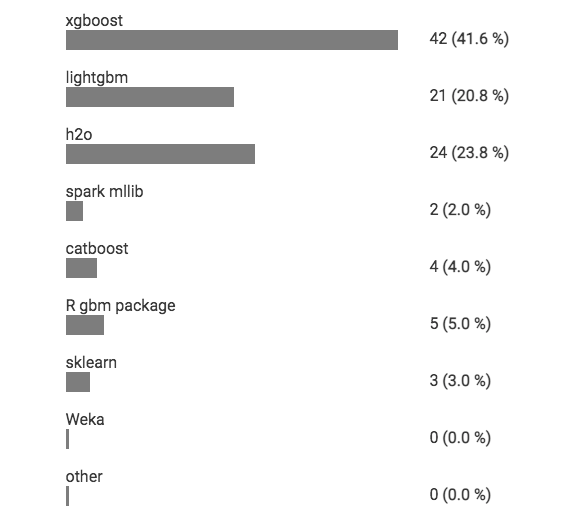 xgboost
42 (41.6 %)
lightgbm
21 (20.8 %)
h2o
24 (23.8 %)
spark mllib
2 (2.0 %)
catboost
4 (4.0 %)
R gbm package
5 (5.0 %)
sklearn
3 (3.0 %)
Weka
0 (0.0 %)
other
0 (0.0 %)